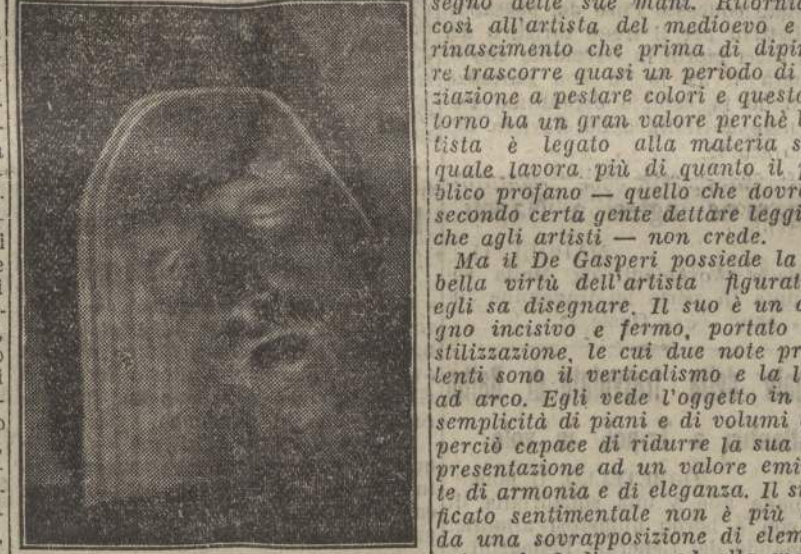 segno delle sue mani. Ritorni
così all'artista del medioevo e
rinascimento che prima di dipin
re trascorre quasi un periodo di
ziazione a pestare colori e questo
torno ha un gran valore perchè l
tista è legato alla materia s
quale lavora più di quanto il p
blico profano — quello che dovre
secondo certa gente dettare leggi
che agli artisti — non crede.
Ma il De Gasperi possiede la
bella virtù dell'artista figurat
egli sa disegnare. Il suo è un d
gno incisivo e fermo, portato
stilizzazione, le cui due note pr
lenti sono il verticalismo e la l
ad arco. Egli vede l'oggetto in
semplicità di piani e di volumi
perciò capace di ridurre la sua
presentazione ad un valore emi
te di armonia e di eleganza. Il si
ficato sentimentale non è più
da una sovrapposizione di elem